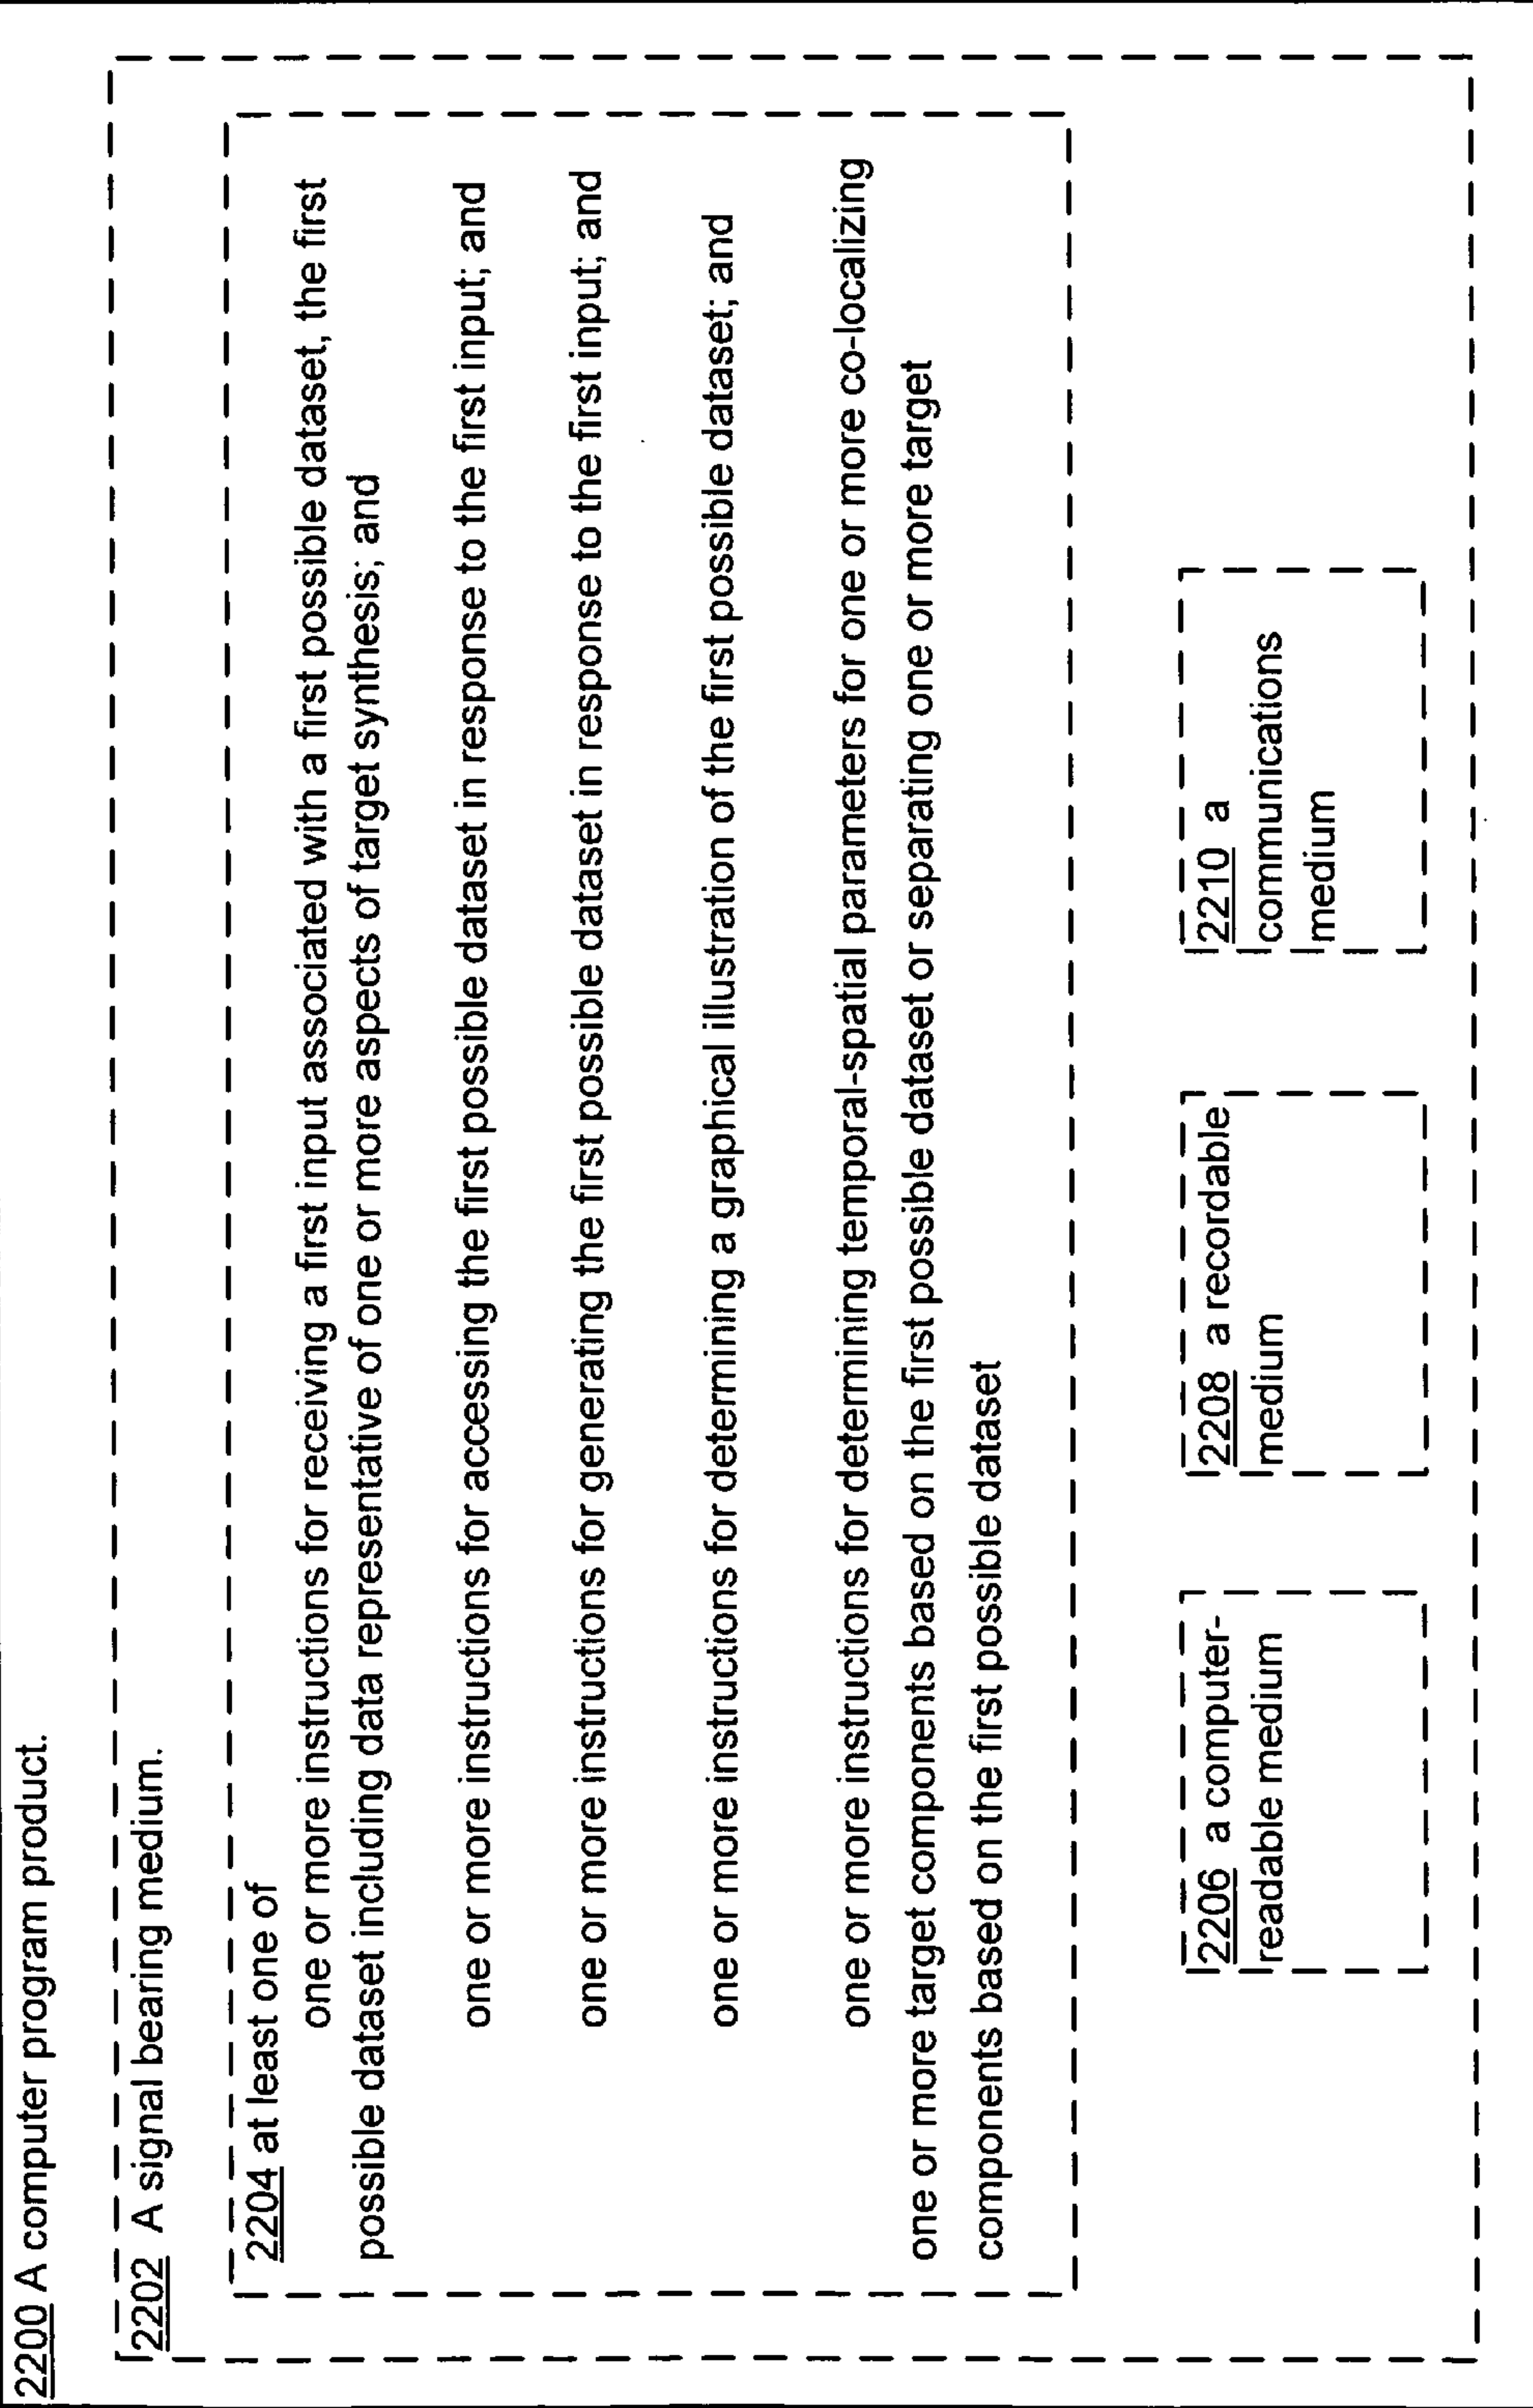 2200 A computer program product.
2202 A signal bearing medium.
2204 at least one of
one or more instructions for receiving a first input associated with a first possible dataset, the first
possible dataset including data representative of one or more aspects of target synthesis; and
one or more instructions for accessing the first possible dataset in response to the first input; and
one or more instructions for generating the first possible dataset in response to the first input; and
one or more instructions for determining a graphical illustration of the first possible dataset; and
one or more instructions for determining temporal-spatial parameters for one or more co-localizing
one or more target components based on the first possible dataset or separating one or more target
components based on the first possible dataset
2206 a computer-
readable medium
2208 a recordable
medium
2210 a
communications
medium